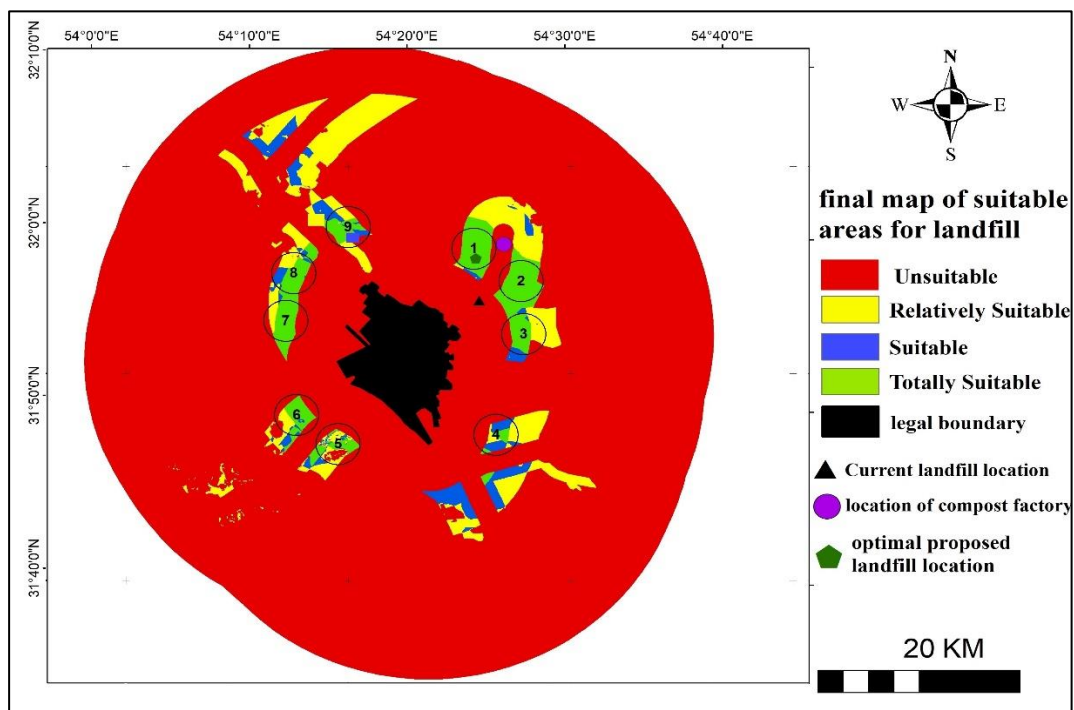 54°0'0"E 54°10'0"E 54°20'0"E 54°30'0"E 54°40'0"E
32°10'0"N
32°0'0"N
31°50'0"N
31°40'0"N
9
1
8
2
7
3
6
5
4
N
W E
S
final map of suitable
areas for landfill
Unsuitable
Relatively Suitable
Suitable
Totally Suitable
legal boundary
Current landfill location
location of compost factory
optimal proposed
landfill location
20 KM